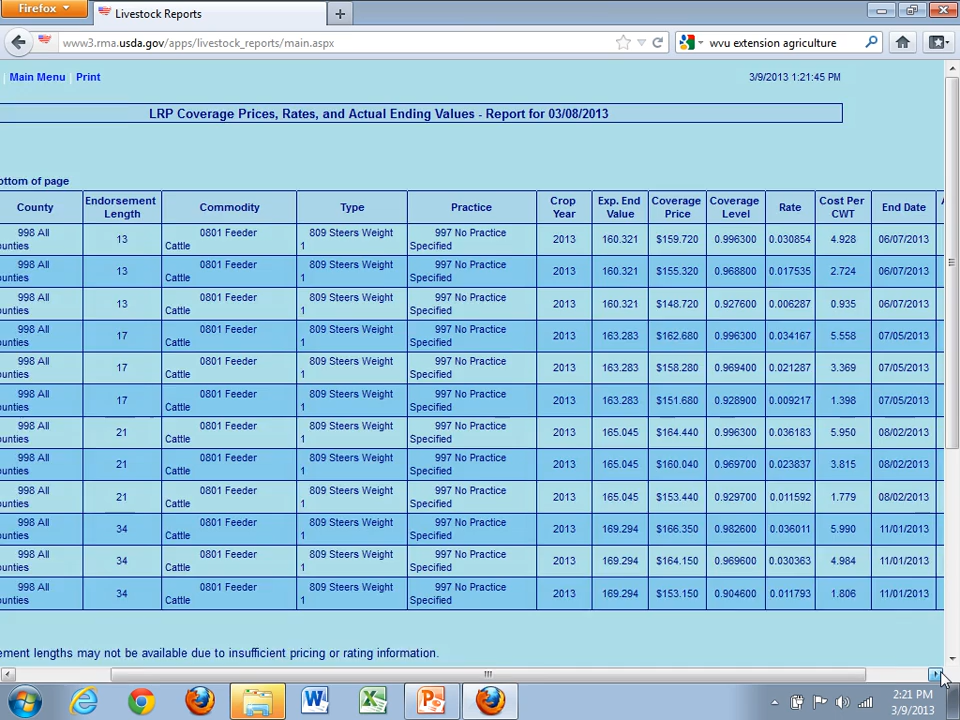 Firefox
Livestock Reports
www3.rma.usda.gov/apps/livestock_reports/main.aspx
wvu extension agriculture
Main Menu Print 3/9/2013 1:21:45 PM
LRP Coverage Prices, Rates, and Actual Ending Values - Report for 03/08/2013
ottom of page
County Endorsement Length Commodity Type Practice Crop Year Exp. End Value Coverage Price Coverage Level Rate Cost Per CWT End Date
998 All ounties 13 0801 Feeder Cattle 809 Steers Weight 1 997 No Practice Specified 2013 160.321 $159.720 0.996300 0.030854 4.928 06/07/2013
998 All ounties 13 0801 Feeder Cattle 809 Steers Weight 1 997 No Practice Specified 2013 160.321 $155.320 0.968800 0.017535 2.724 06/07/2013
998 All ounties 13 0801 Feeder Cattle 809 Steers Weight 1 997 No Practice Specified 2013 160.321 $148.720 0.927600 0.006287 0.935 06/07/2013
998 All ounties 17 0801 Feeder Cattle 809 Steers Weight 1 997 No Practice Specified 2013 163.283 $162.680 0.996300 0.034167 5.558 07/05/2013
998 All ounties 17 0801 Feeder Cattle 809 Steers Weight 1 997 No Practice Specified 2013 163.283 $158.280 0.969400 0.021287 3.369 07/05/2013
998 All ounties 17 0801 Feeder Cattle 809 Steers Weight 1 997 No Practice Specified 2013 163.283 $151.680 0.928900 0.009217 1.398 07/05/2013
998 All ounties 21 0801 Feeder Cattle 809 Steers Weight 1 997 No Practice Specified 2013 165.045 $164.440 0.996300 0.036183 5.950 08/02/2013
998 All ounties 21 0801 Feeder Cattle 809 Steers Weight 1 997 No Practice Specified 2013 165.045 $160.040 0.969700 0.023837 3.815 08/02/2013
998 All ounties 21 0801 Feeder Cattle 809 Steers Weight 1 997 No Practice Specified 2013 165.045 $153.440 0.929700 0.011592 1.779 08/02/2013
998 All ounties 34 0801 Feeder Cattle 809 Steers Weight 1 997 No Practice Specified 2013 169.294 $166.350 0.982600 0.036011 5.990 11/01/2013
998 All ounties 34 0801 Feeder Cattle 809 Steers Weight 1 997 No Practice Specified 2013 169.294 $164.150 0.969600 0.030363 4.984 11/01/2013
998 All ounties 34 0801 Feeder Cattle 809 Steers Weight 1 997 No Practice Specified 2013 169.294 $153.150 0.904600 0.011793 1.806 11/01/2013
ement lengths may not be available due to insufficient pricing or rating information.
2:21 PM
3/9/2013